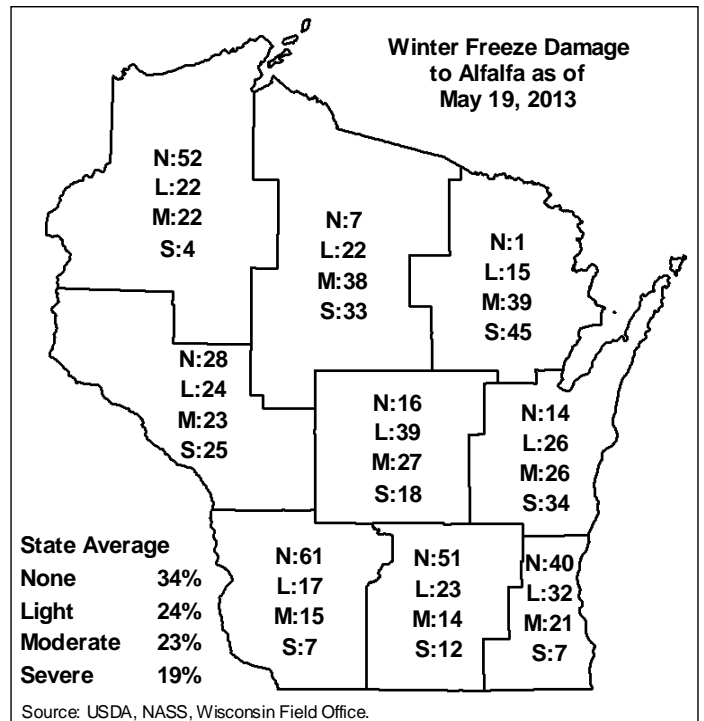 Winter Freeze Damage
to Alfalfa as of
May 19, 2013
N:52
L:22
M:22
S:4
N:7
L:22
M:38
S:33
N:1
L:15
M:39
S:45
N:28
L:24
M:23
S:25
N:16
L:39
M:27
S:18
N:14
L:26
M:26
S:34
N:61
L:17
M:15
S:7
N:51
L:23
M:14
S:12
N:40
L:32
M:21
S:7
State Average
None 34%
Light 24%
Moderate 23%
Severe 19%
Source: USDA, NASS, Wisconsin Field Office.